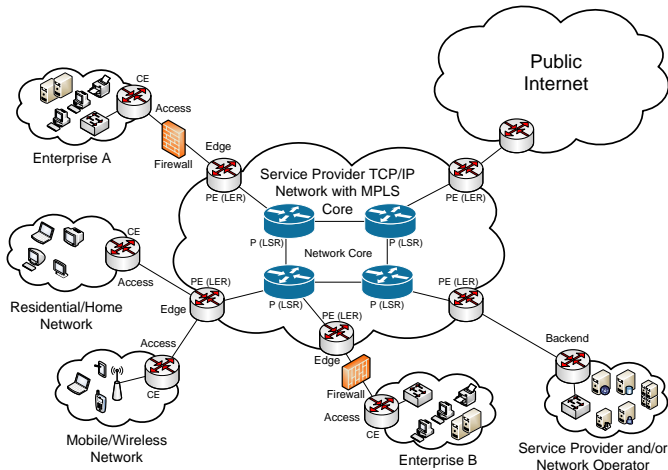 Public
Internet
CE
Access
Enterprise A
Firewall
Edge
PE (LER)
PE (LER)
Service Provider TCP/IP
Network with MPLS
Core
P (LSR)
P (LSR)
Network Core
CE
Access
Residential/Home
Network
PE (LER)
Edge
P (LSR)
P (LSR)
PE (LER)
PE (LER)
Edge
Access
CE
Mobile/Wireless
Network
Firewall
Access
CE
Enterprise B
Backend
Service Provider and/or
Network Operator